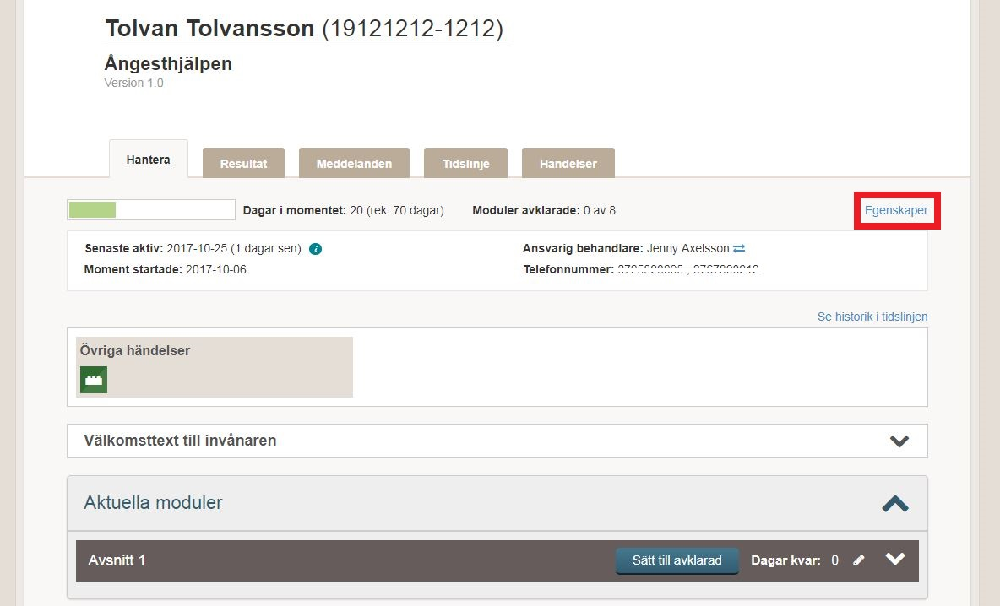 Tolvan Tolvansson (19121212-1212)
Ångesthjälpen
Version 1.0
Hantera Resultat Meddelanden Tidslinje Händelser
Dagar i momentet: 20 (rek. 70 dagar) Moduler avklarade: 0 av 8 Egenskaper
Senaste aktiv: 2017-10-25 (1 dagar sen) Ansvarig behandlare: Jenny Axelsson
Moment startade: 2017-10-06 Telefonnummer:
Se historik i tidslinjen
Övriga händelser
Välkomsttext till invånaren
Aktuella moduler
Avsnitt 1 Sätt till avklarad Dagar kvar: 0